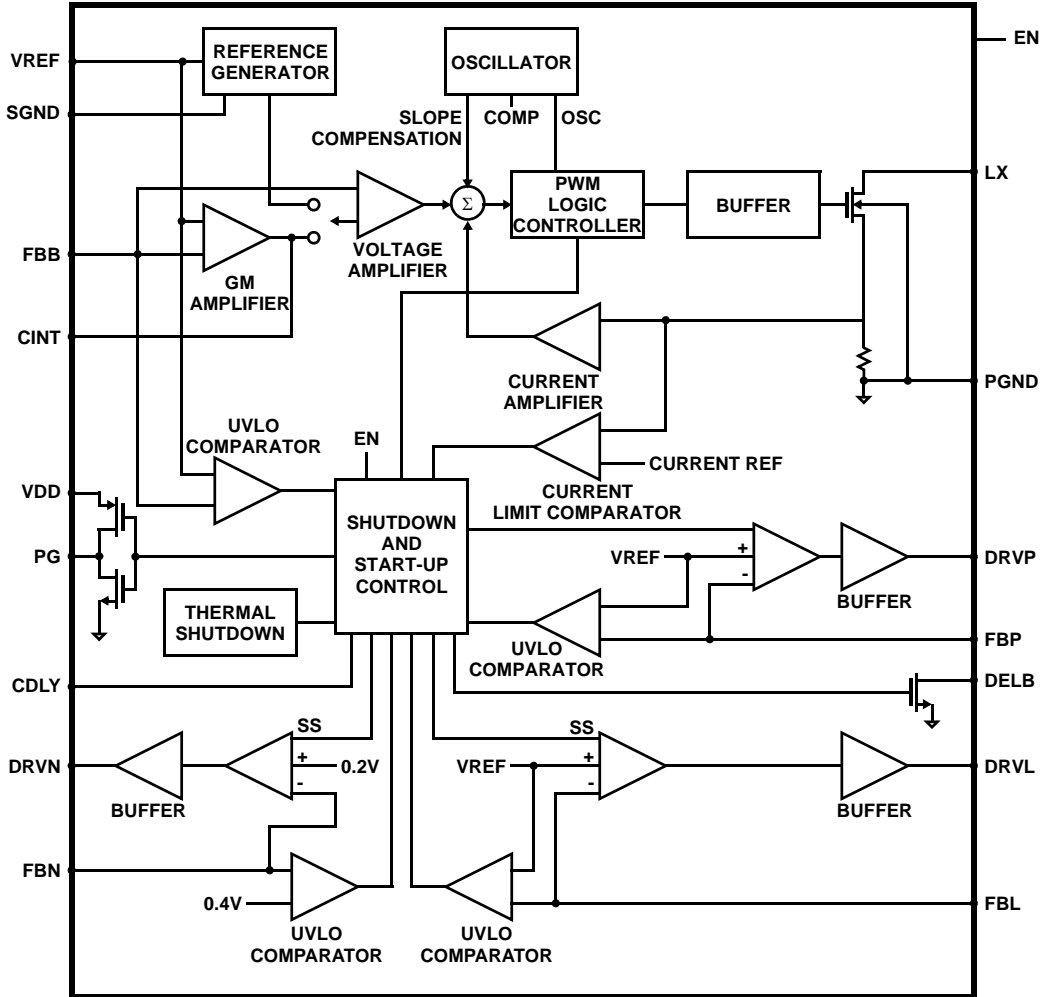 EN
VREF
REFERENCE
GENERATOR
OSCILLATOR
SGND
SLOPE
COMPENSATION
COMP
OSC
LX
PWM
LOGIC
CONTROLLER
BUFFER
Σ
VOLTAGE
AMPLIFIER
FBB
GM
AMPLIFIER
CINT
CURRENT
AMPLIFIER
PGND
UVLO
COMPARATOR
EN
CURRENT REF
CURRENT
LIMIT COMPARATOR
VDD
SHUTDOWN
AND
START-UP
CONTROL
PG
VREF
+
-
BUFFER
DRVP
THERMAL
SHUTDOWN
UVLO
COMPARATOR
FBP
CDLY
DELB
SS
+
0.2V
-
DRVN
BUFFER
SS
VREF
+
-
BUFFER
DRVL
FBN
0.4V
UVLO
COMPARATOR
UVLO
COMPARATOR
FBL